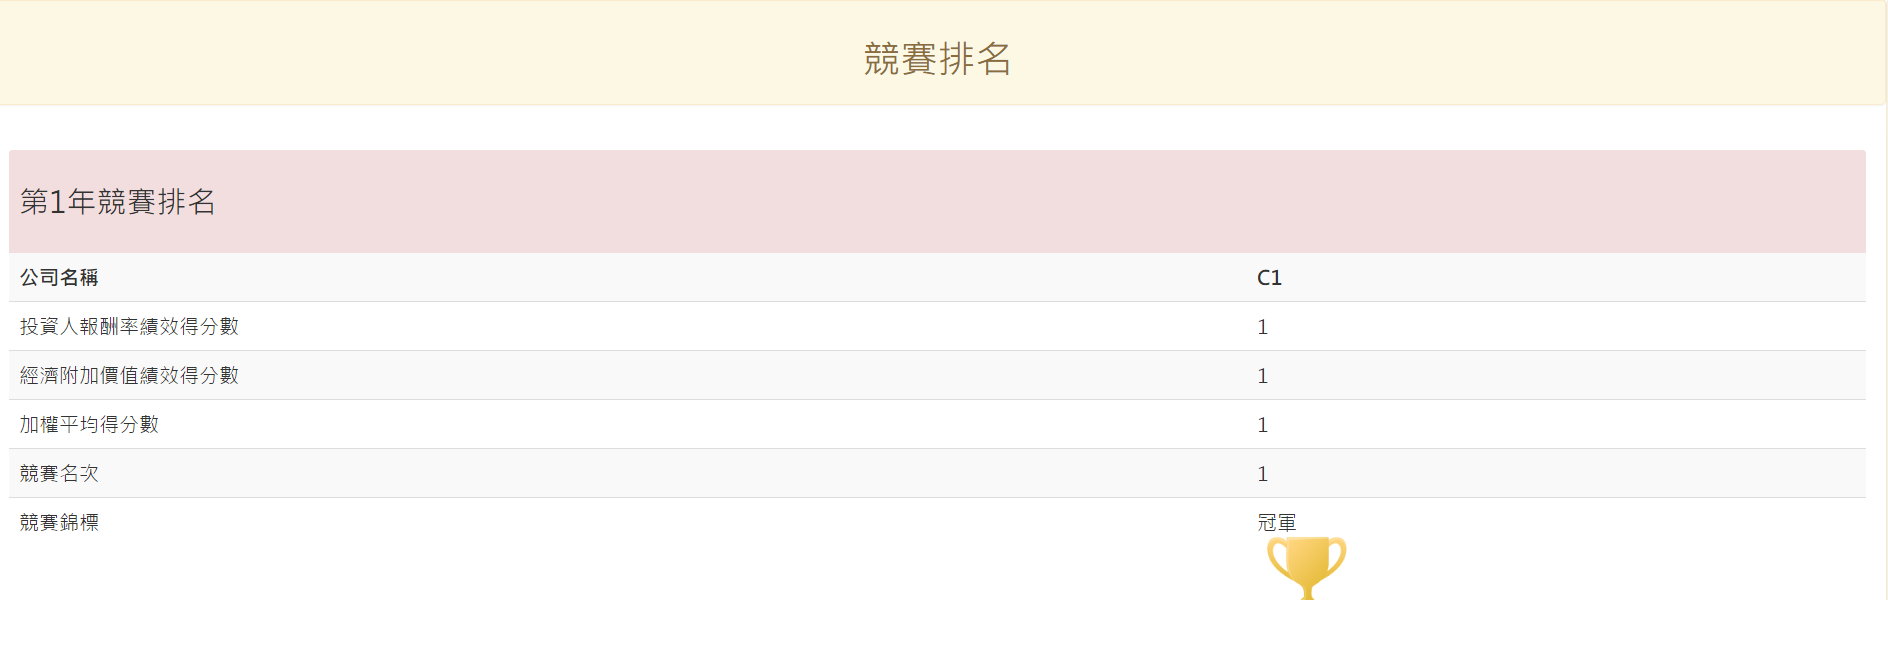 競賽排名
第1年競賽排名
公司名稱 C1
投資人報酬率績效得分數 1
經濟附加價值績效得分數 1
加權平均得分數 1
競賽名次 1
競賽錦標 冠軍